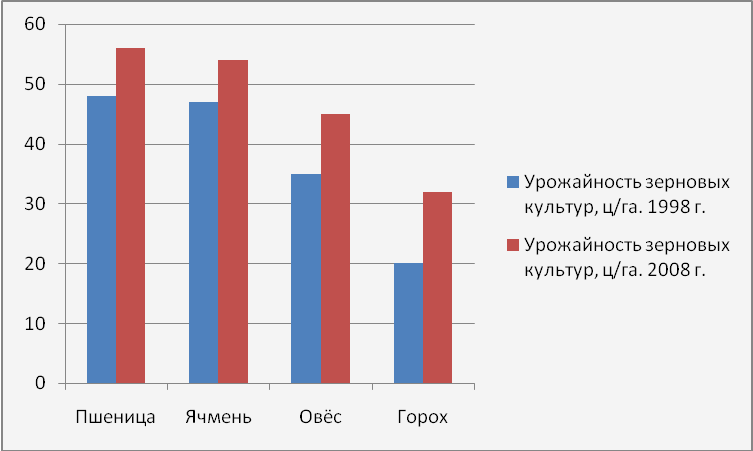 60
50
40
30
20
10
0
Пшеница Ячмень Овёс Горох
Урожайность зерновых
культур, ц/га. 1998 г.
Урожайность зерновых
культур, ц/га. 2008 г.